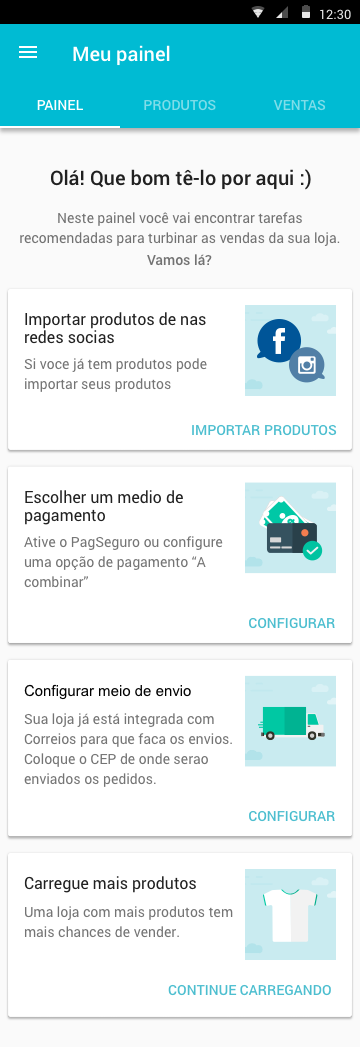 12:30
Meu painel
PAINEL
PRODUTOS
VENTAS
Olá! Que bom tê-lo por aqui :)
Neste painel você vai encontrar tarefas
recomendadas para turbinar as vendas da sua loja.
Vamos lá?
Importar produtos de nas
redes socias
Si voce já tem produtos pode
importar seus produtos
IMPORTAR PRODUTOS
Escolher um medio de
pagamento
Ative o PagSeguro ou configure
uma opção de pagamento “A
combinar”
CONFIGURAR
Configurar meio de envio
Sua loja já está integrada com
Correios para que faca os envios.
Coloque o CEP de onde serao
enviados os pedidos.
CONFIGURAR
Carregue mais produtos
Uma loja com mais produtos tem
mais chances de vender.
CONTINUE CARREGANDO